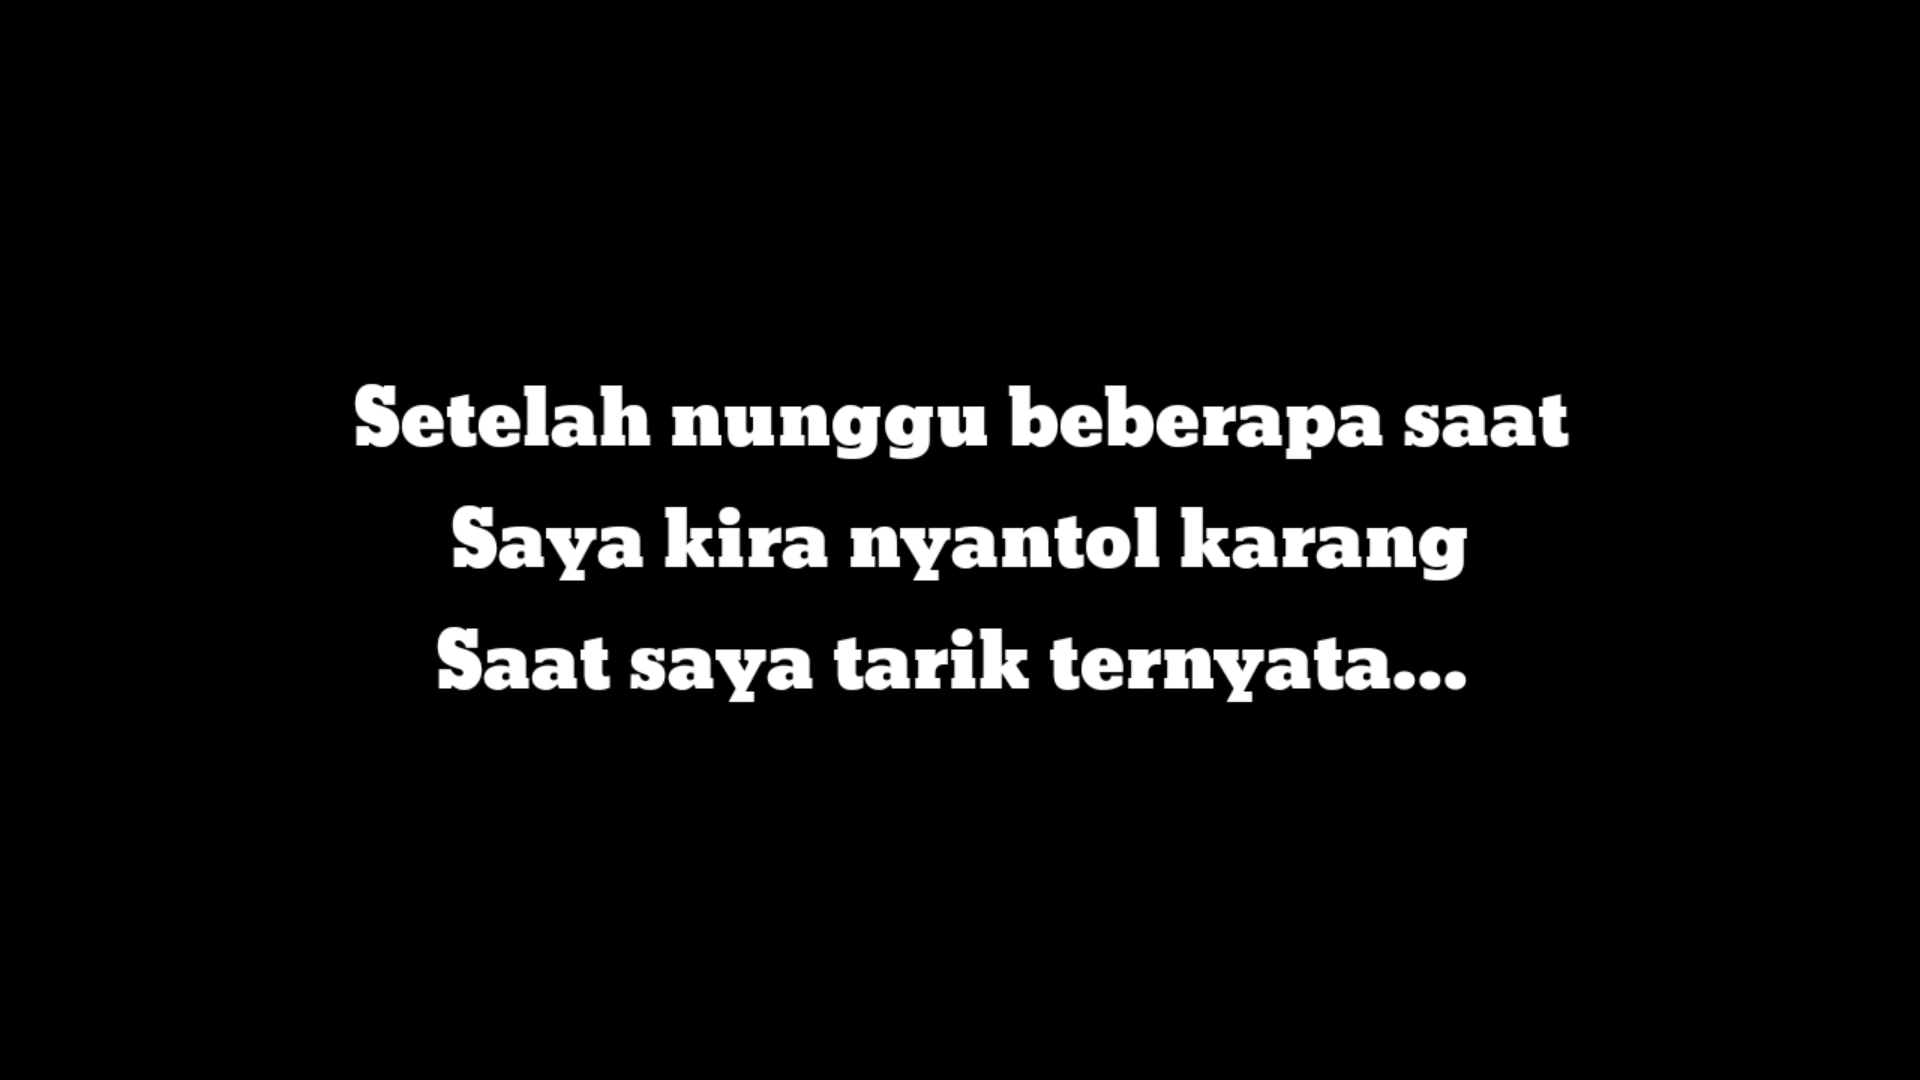 Setelah nunggu beberapa saat
Saya kira nyantol karang
Saat saya tarik ternyata...